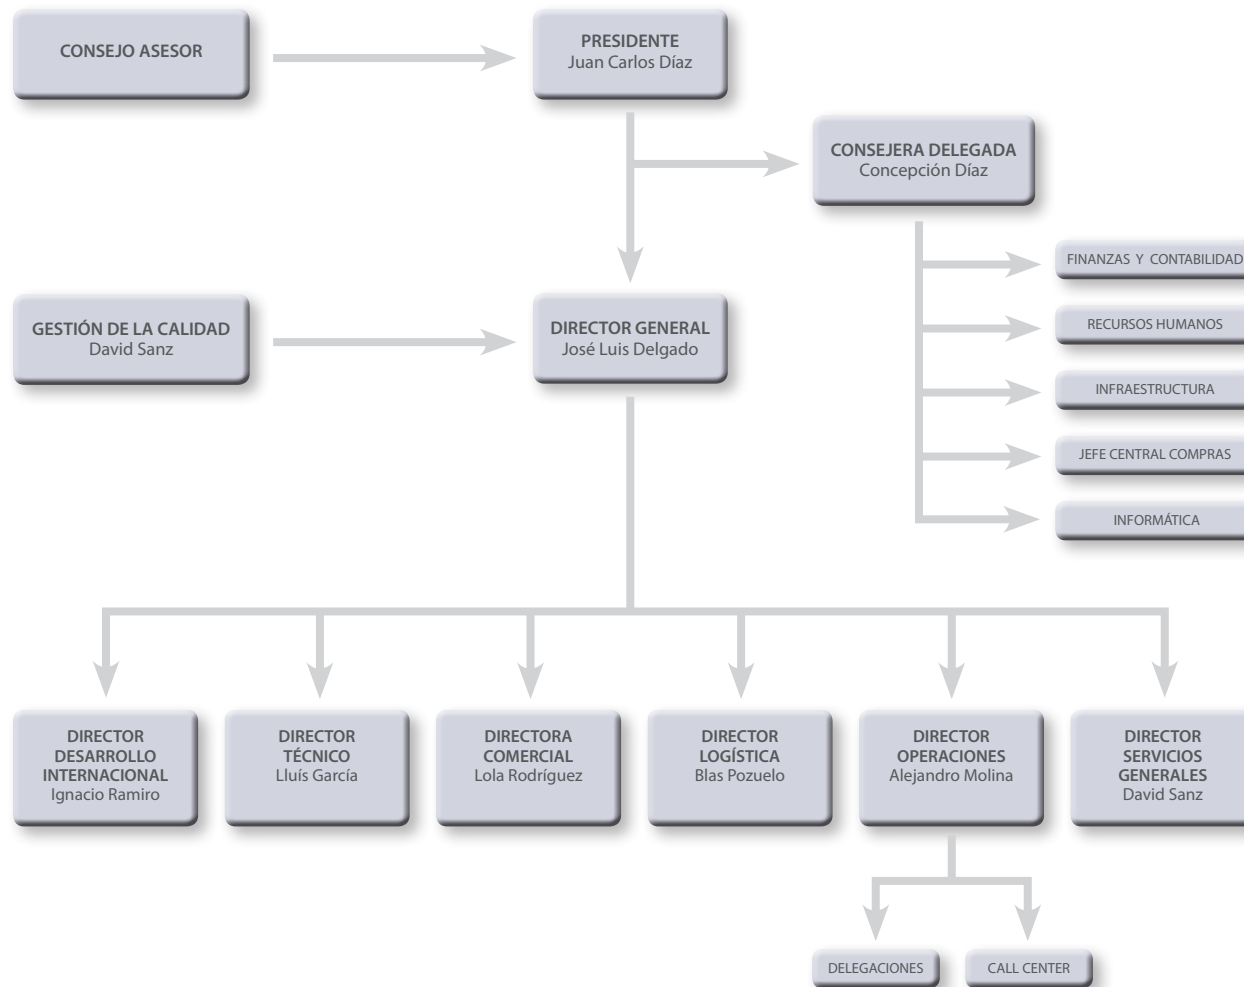 CONSEJO ASESOR
PRESIDENTE
Juan Carlos Díaz
CONSEJERA DELEGADA
Concepción Díaz
FINANZAS Y CONTABILIDAD
RECURSOS HUMANOS
INFRAESTRUCTURA
JEFE CENTRAL COMPRAS
INFORMÁTICA
GESTIÓN DE LA CALIDAD
David Sanz
DIRECTOR GENERAL
José Luis Delgado
DIRECTOR
DESARROLLO
INTERNACIONAL
Ignacio Ramiro
DIRECTOR
TÉCNICO
Lluís García
DIRECTORA
COMERCIAL
Lola Rodríguez
DIRECTOR
LOGÍSTICA
Blas Pozuelo
DIRECTOR
OPERACIONES
Alejandro Molina
DIRECTOR
SERVICIOS
GENERALES
David Sanz
DELEGACIONES
CALL CENTER